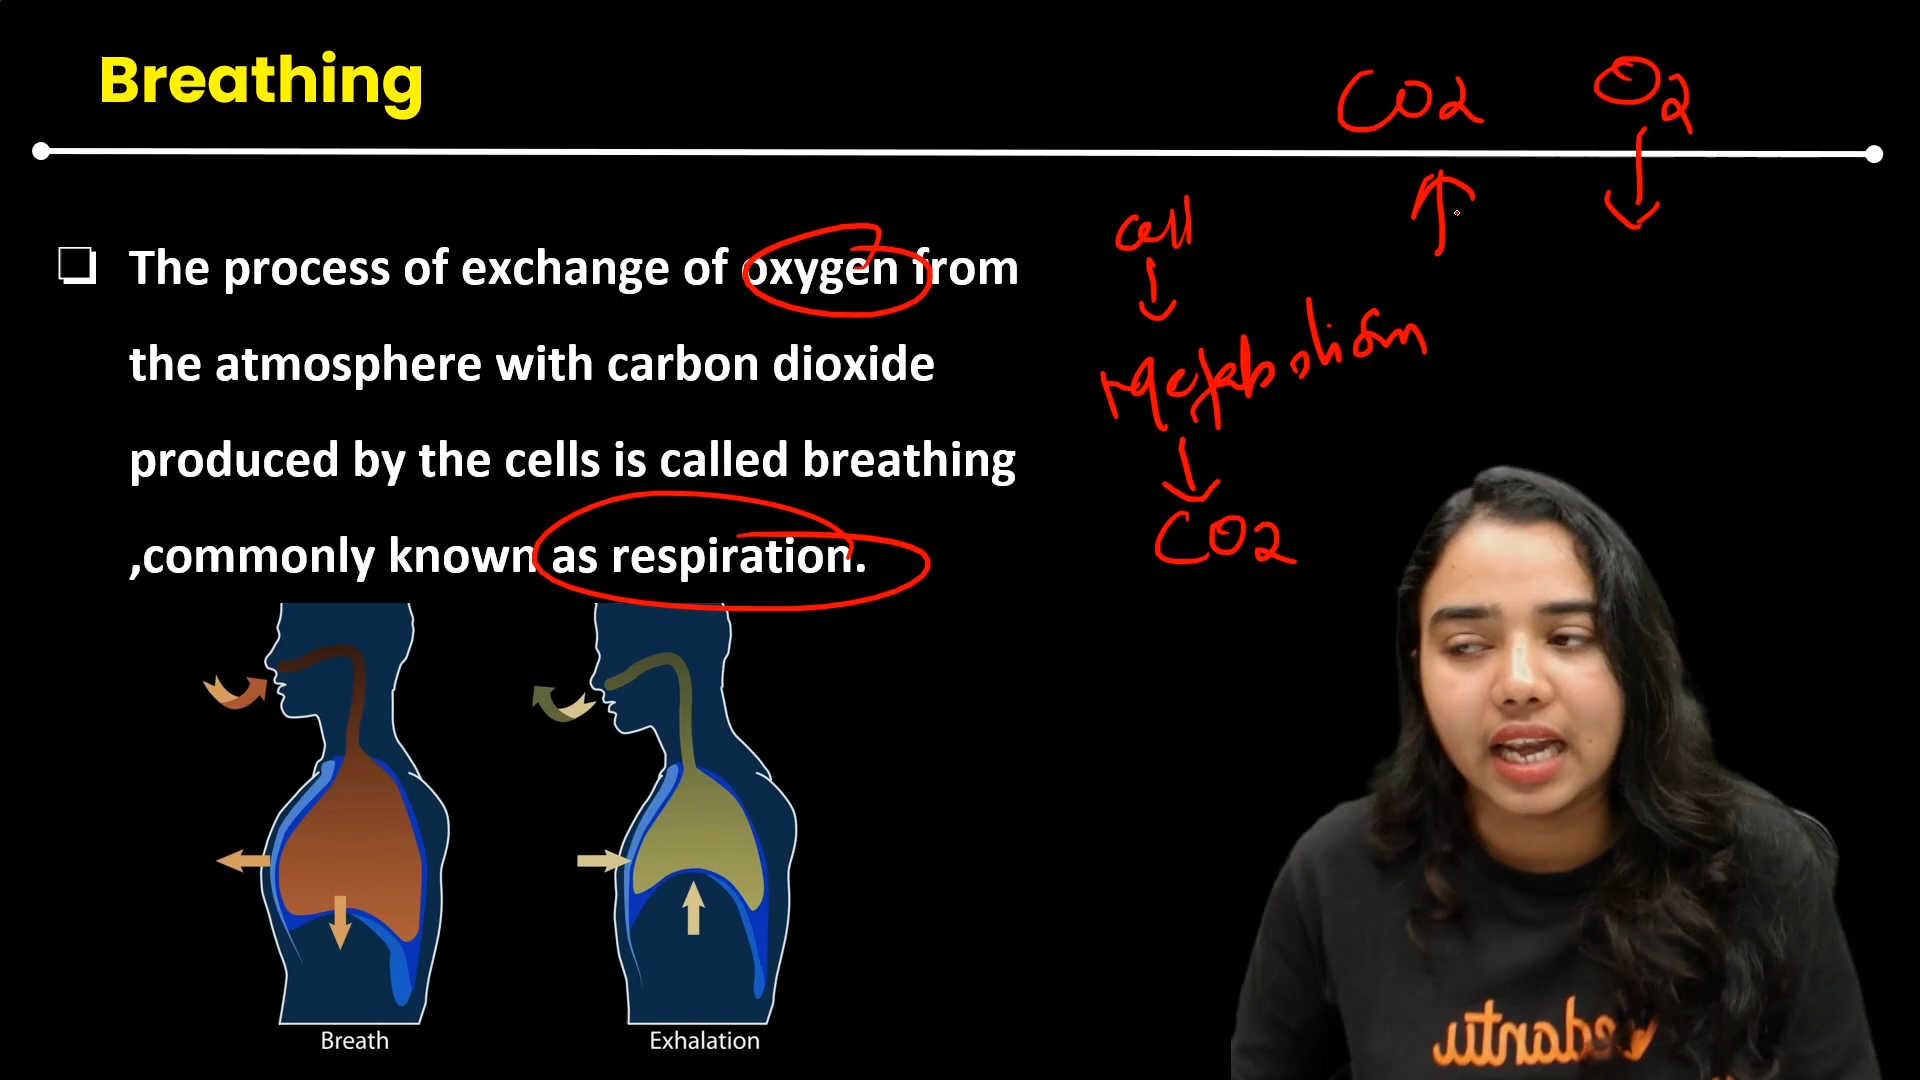 Breathing
CO2 O2
❑ The process of exchange of oxygen from
the atmosphere with carbon dioxide
produced by the cells is called breathing
,commonly known as respiration.
cell
Metabolism
CO2
Breath
Exhalation
vedantu